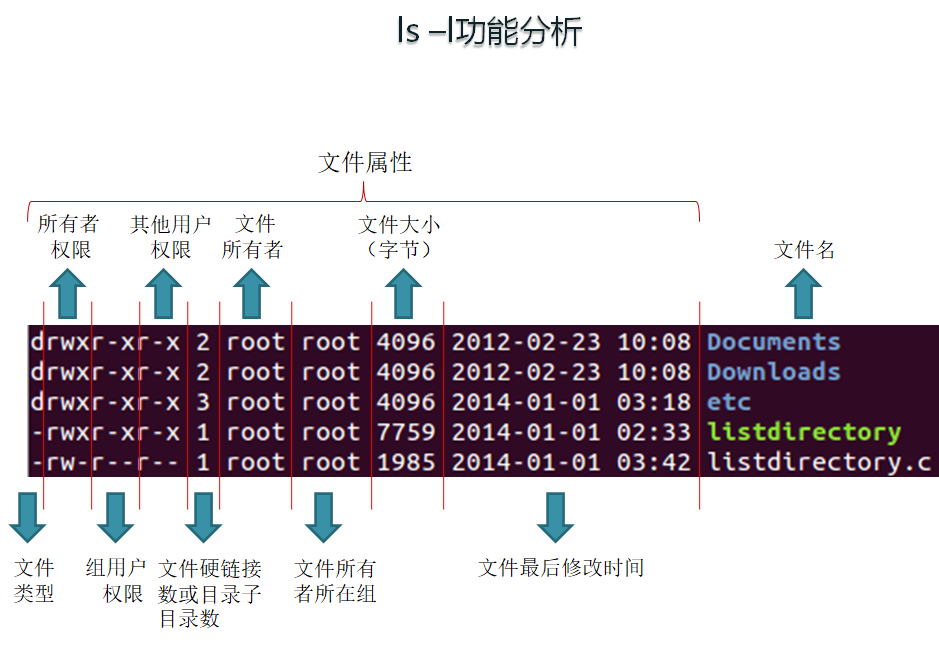 ls –l功能分析
文件属性
所有者
权限
其他用户
权限
文件
所有者
文件大小
（字节）
文件名
drwxr-xr-x 2 root root 4096 2012-02-23 10:08 Documents
drwxr-xr-x 2 root root 4096 2012-02-23 10:08 Downloads
drwxr-xr-x 3 root root 4096 2014-01-01 03:18 etc
-rwxr-xr-x 1 root root 7759 2014-01-01 02:33 listdirectory
-rw-r--r-- 1 root root 1985 2014-01-01 03:42 listdirectory.c
文件
类型
组用户
权限
文件硬链接
数或目录子
目录数
文件所有
者所在组
文件最后修改时间